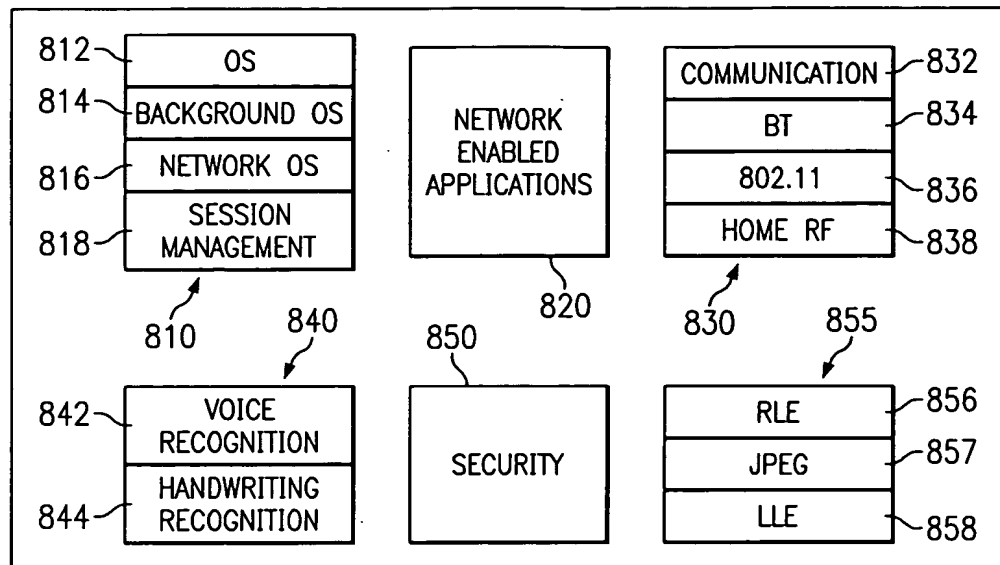 812
OS
814
BACKGROUND OS
816
NETWORK OS
818
SESSION
MANAGEMENT
810
NETWORK
ENABLED
APPLICATIONS
820
COMMUNICATION
832
BT
834
802.11
836
HOME RF
838
830
840
842
VOICE
RECOGNITION
844
HANDWRITING
RECOGNITION
850
SECURITY
855
RLE
856
JPEG
857
LLE
858